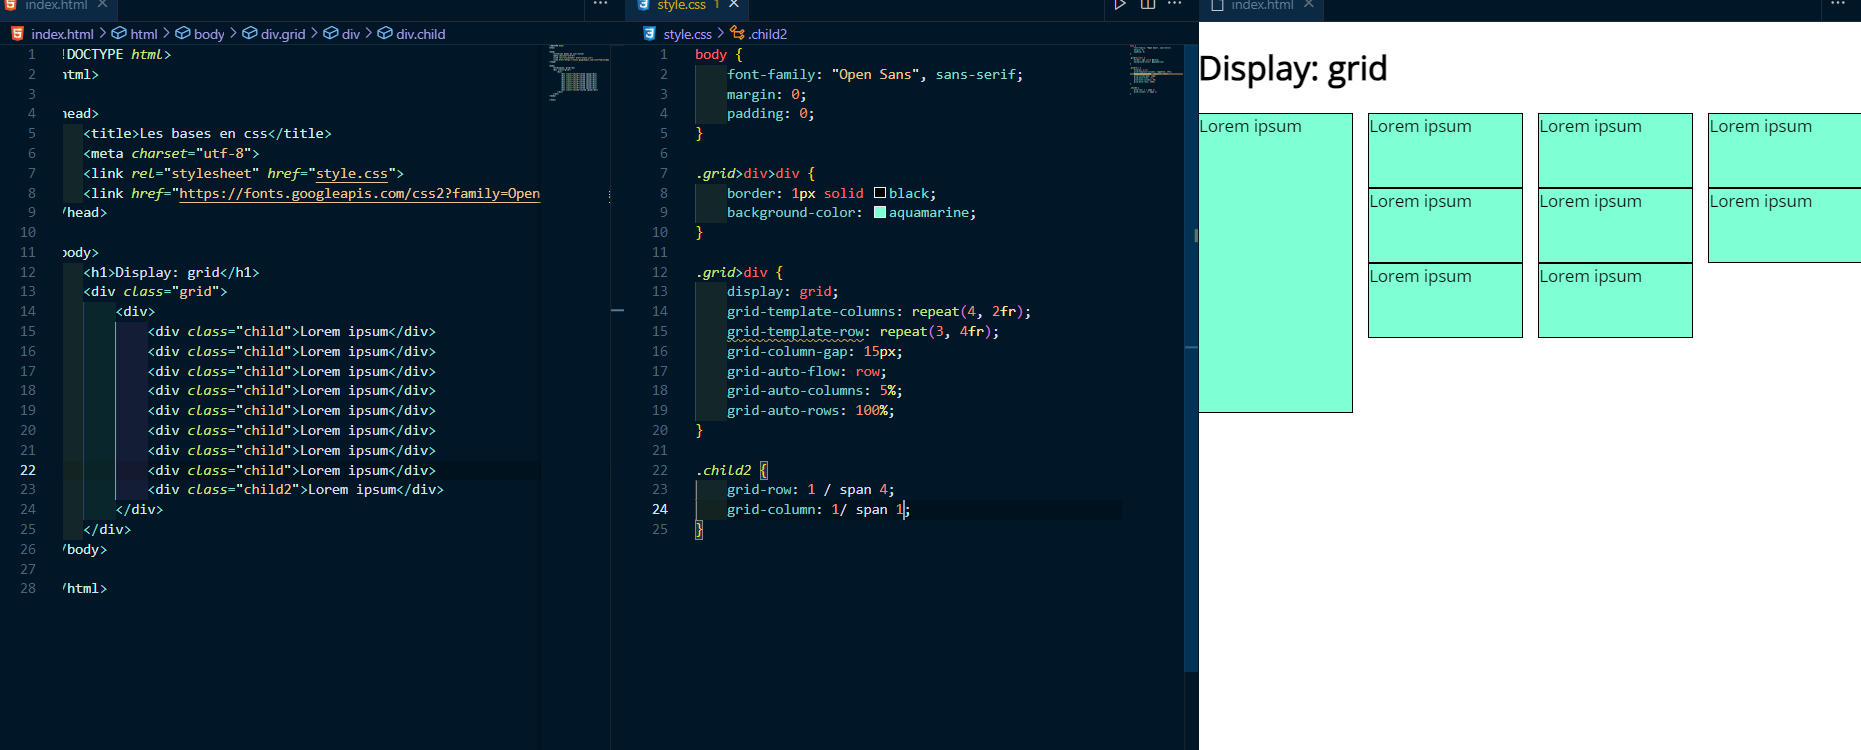 index.html
index.html > html > body > div.grid > div > div.child
1 !DOCTYPE html>
2 html>
3
4 head>
5 <title>Les bases en css</title>
6 <meta charset="utf-8">
7 <link rel="stylesheet" href="style.css">
8 <link href="https://fonts.googleapis.com/css2?family=Open
9 /head>
10
11 body>
12 <h1>Display: grid</h1>
13 <div class="grid">
14 <div>
15 <div class="child">Lorem ipsum</div>
16 <div class="child">Lorem ipsum</div>
17 <div class="child">Lorem ipsum</div>
18 <div class="child">Lorem ipsum</div>
19 <div class="child">Lorem ipsum</div>
20 <div class="child">Lorem ipsum</div>
21 <div class="child">Lorem ipsum</div>
22 <div class="child">Lorem ipsum</div>
23 <div class="child2">Lorem ipsum</div>
24 </div>
25 </div>
26 /body>
27
28 /html>
style.css 1
style.css > .child2
1 body {
2 font-family: "Open Sans", sans-serif;
3 margin: 0;
4 padding: 0;
5 }
6
7 .grid>div>div {
8 border: 1px solid black;
9 background-color: aquamarine;
10 }
11
12 .grid>div {
13 display: grid;
14 grid-template-columns: repeat(4, 2fr);
15 grid-template-row: repeat(3, 4fr);
16 grid-column-gap: 15px;
17 grid-auto-flow: row;
18 grid-auto-columns: 5%;
19 grid-auto-rows: 100%;
20 }
21
22 .child2 {
23 grid-row: 1 / span 4;
24 grid-column: 1/ span 1;
25 }
index.html
Display: grid
Lorem ipsum Lorem ipsum Lorem ipsum Lorem ipsum
Lorem ipsum Lorem ipsum Lorem ipsum
Lorem ipsum Lorem ipsum